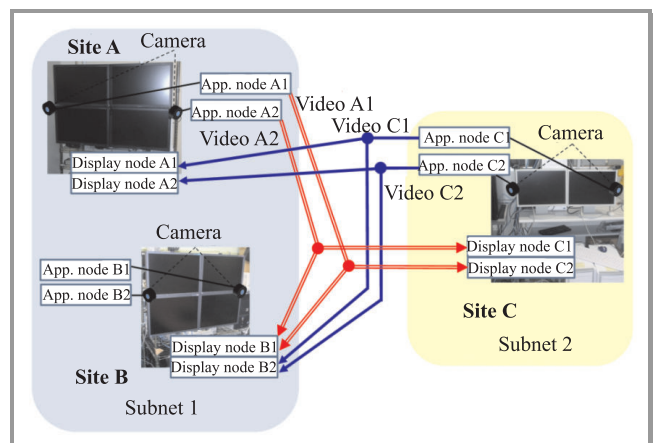 Site A
Camera
App. node A1
App. node A2
Video A1
Video A2
Video C1
App. node C1
Camera
App. node C2
Video C2
Display node A1
Display node A2
Camera
App. node B1
App. node B2
Display node C1
Display node C2
Site C
Display node B1
Display node B2
Subnet 2
Site B
Subnet 1